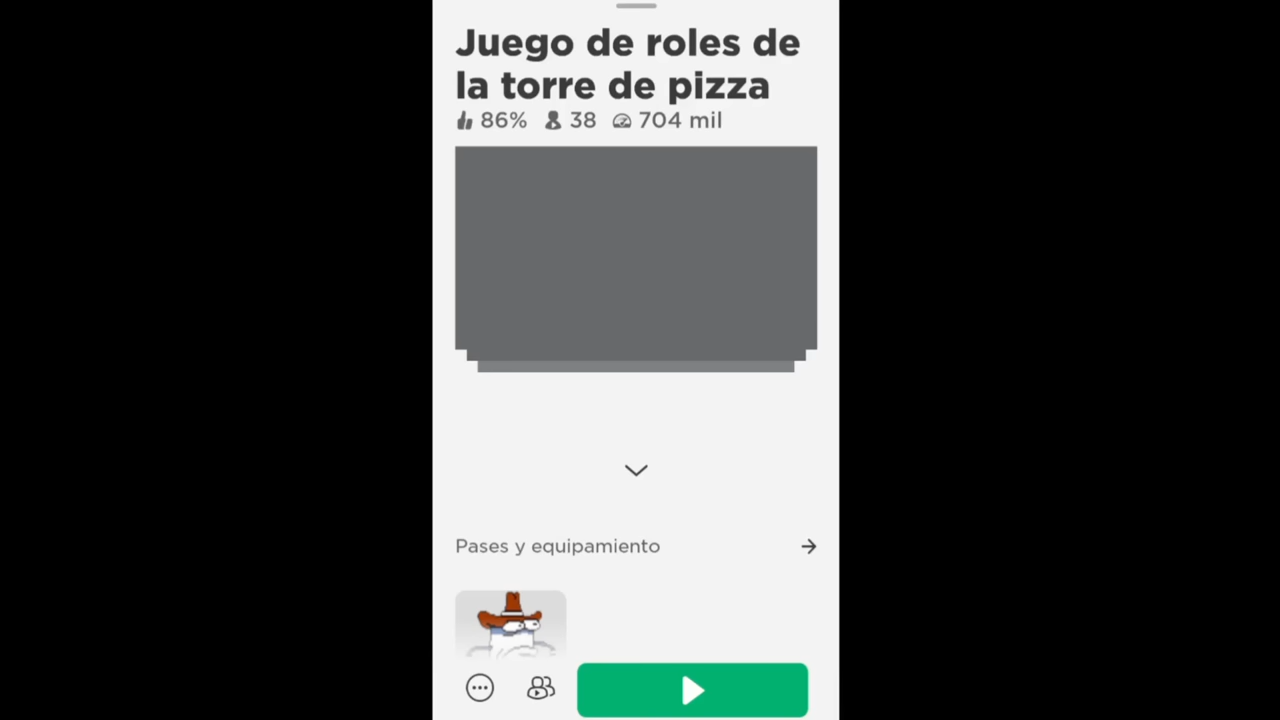 Juego de roles de
la torre de pizza
86% 38 704 mil
Pases y equipamiento